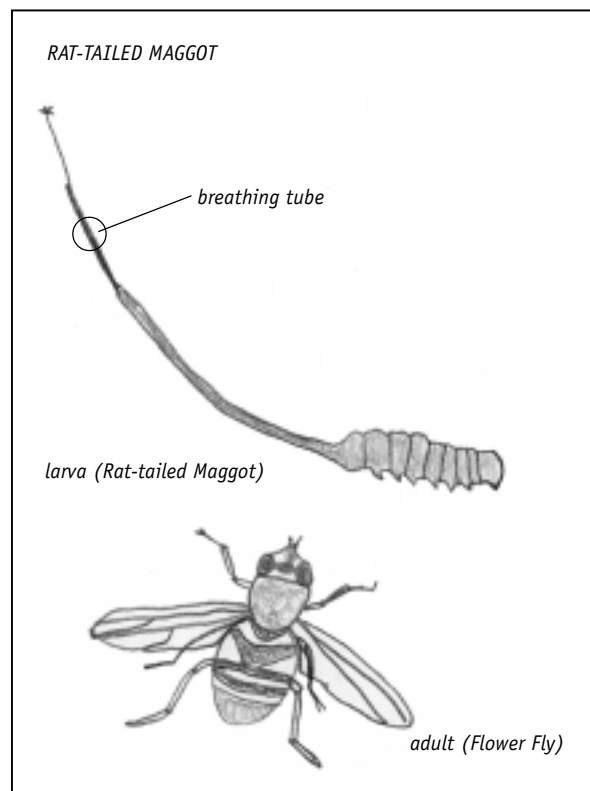 RAT-TAILED MAGGOT
breathing tube
larva (Rat-tailed Maggot)
adult (Flower Fly)